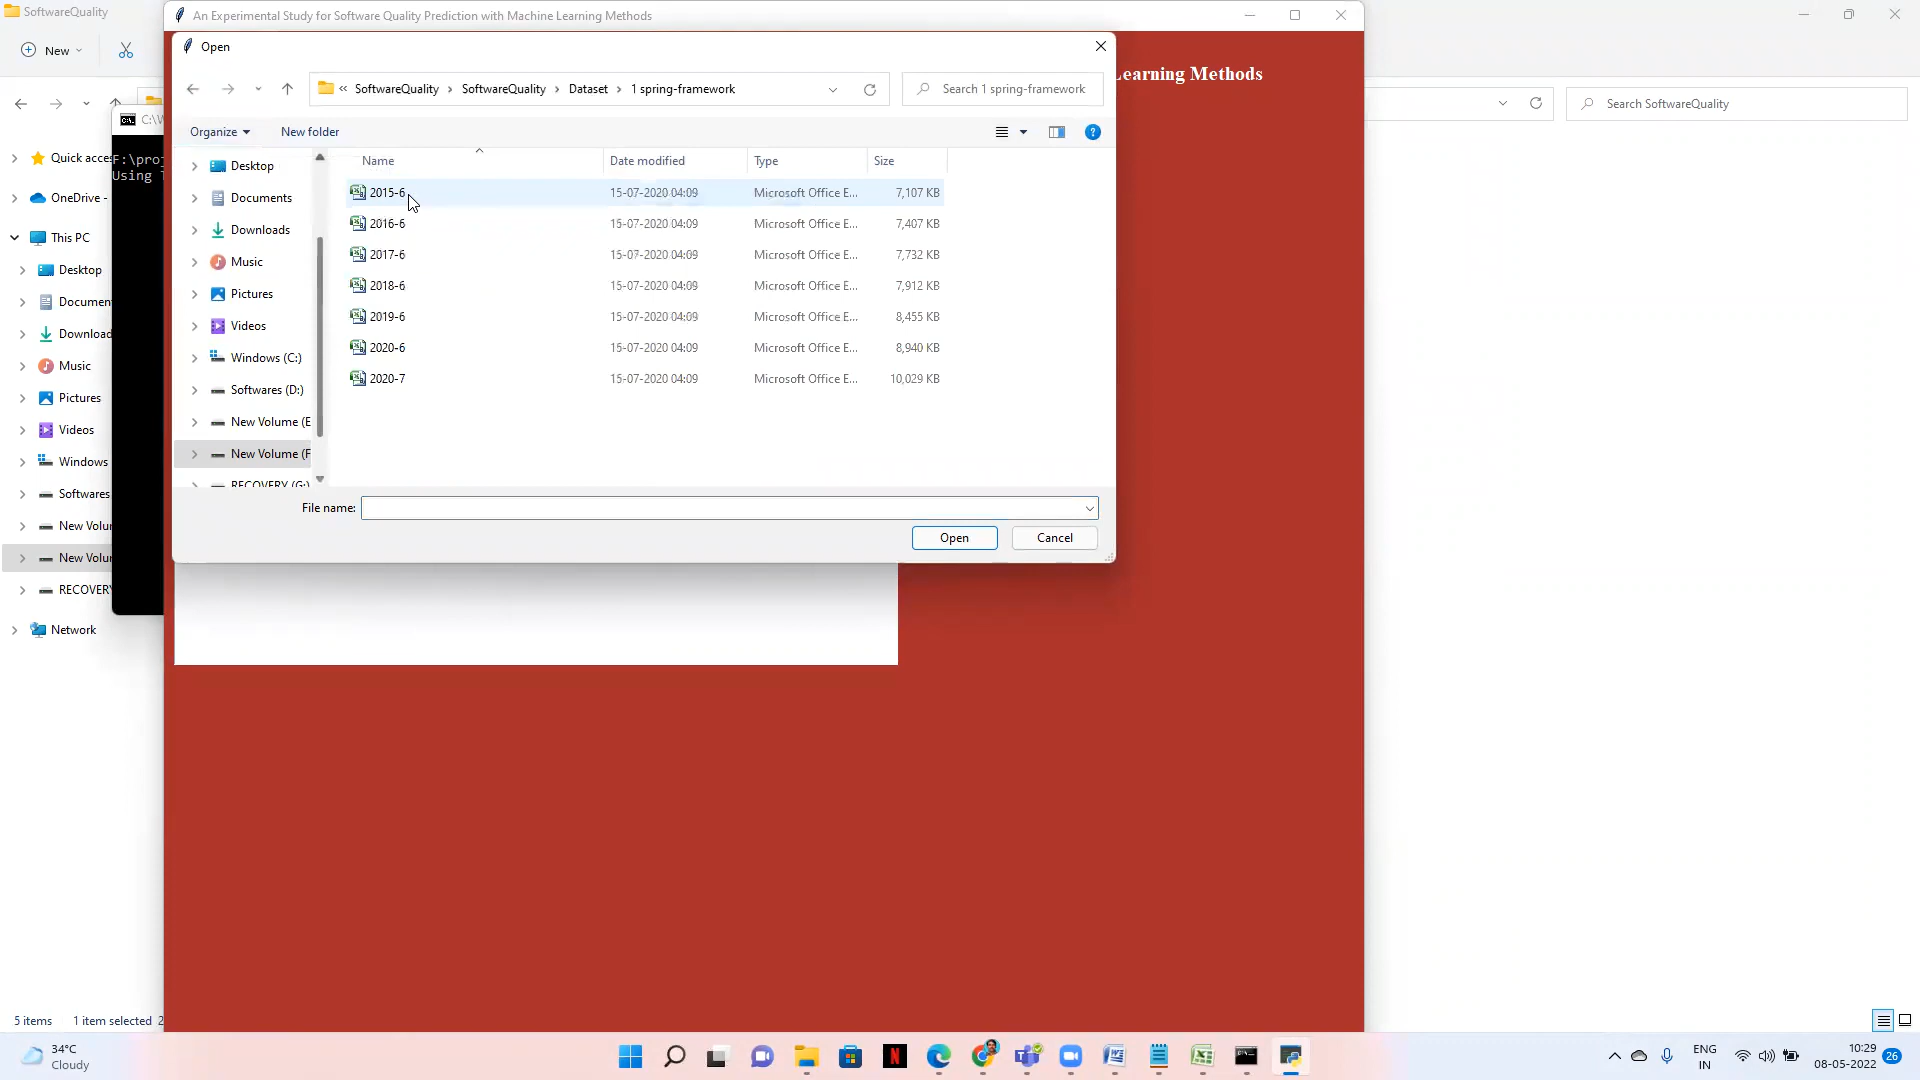 SoftwareQuality
An Experimental Study for Software Quality Prediction with Machine Learning Methods
New
Open
Learning Methods
SoftwareQuality > SoftwareQuality > Dataset > 1 spring-framework
Search 1 spring-framework
Search SoftwareQuality
Organize
New folder
Name
Date modified
Type
Size
2015-6 15-07-2020 04:09 Microsoft Office E... 7,107 KB
2016-6 15-07-2020 04:09 Microsoft Office E... 7,407 KB
2017-6 15-07-2020 04:09 Microsoft Office E... 7,732 KB
2018-6 15-07-2020 04:09 Microsoft Office E... 7,912 KB
2019-6 15-07-2020 04:09 Microsoft Office E... 8,455 KB
2020-6 15-07-2020 04:09 Microsoft Office E... 8,940 KB
2020-7 15-07-2020 04:09 Microsoft Office E... 10,029 KB
Desktop
Documents
Downloads
Music
Pictures
Videos
Windows (C:)
Softwares (D:)
New Volume (E
New Volume (F
RECOVERY (G:)
File name:
Open
Cancel
C:\W
F:\proj
Using T
Quick acces
OneDrive -
This PC
Desktop
Documen
Download
Music
Pictures
Videos
Windows
Softwares
New Volum
New Volum
RECOVERY
Network
5 items
1 item selected 2
34°C
Cloudy
ENG
IN
10:29
08-05-2022
26